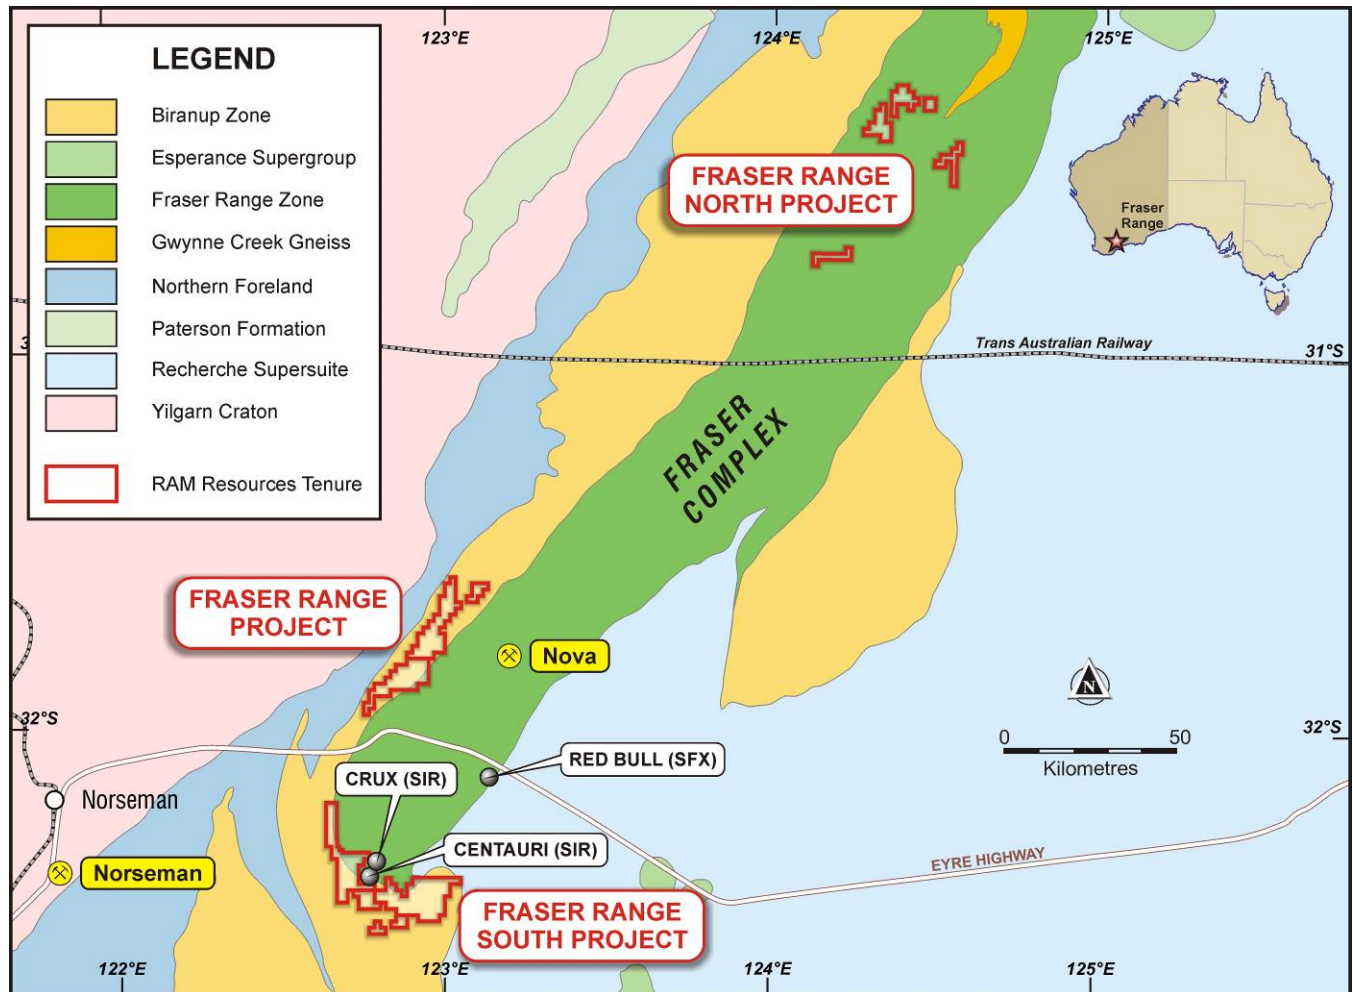 LEGEND
Biranup Zone
Esperance Supergroup
Fraser Range Zone
Gwynne Creek Gneiss
Northern Foreland
Paterson Formation
Recherche Supersuite
Yilgarn Craton
RAM Resources Tenure
123°E
124°E
125°E
FRASER RANGE
NORTH PROJECT
Fraser
Range
Trans Australian Railway
31°S
FRASER
COMPLEX
FRASER RANGE
PROJECT
Nova
N
32°S
32°S
0 50
Kilometres
RED BULL (SFX)
CRUX (SIR)
Norseman
CENTAURI (SIR)
EYRE HIGHWAY
Norseman
FRASER RANGE
SOUTH PROJECT
122°E
123°E
124°E
125°E